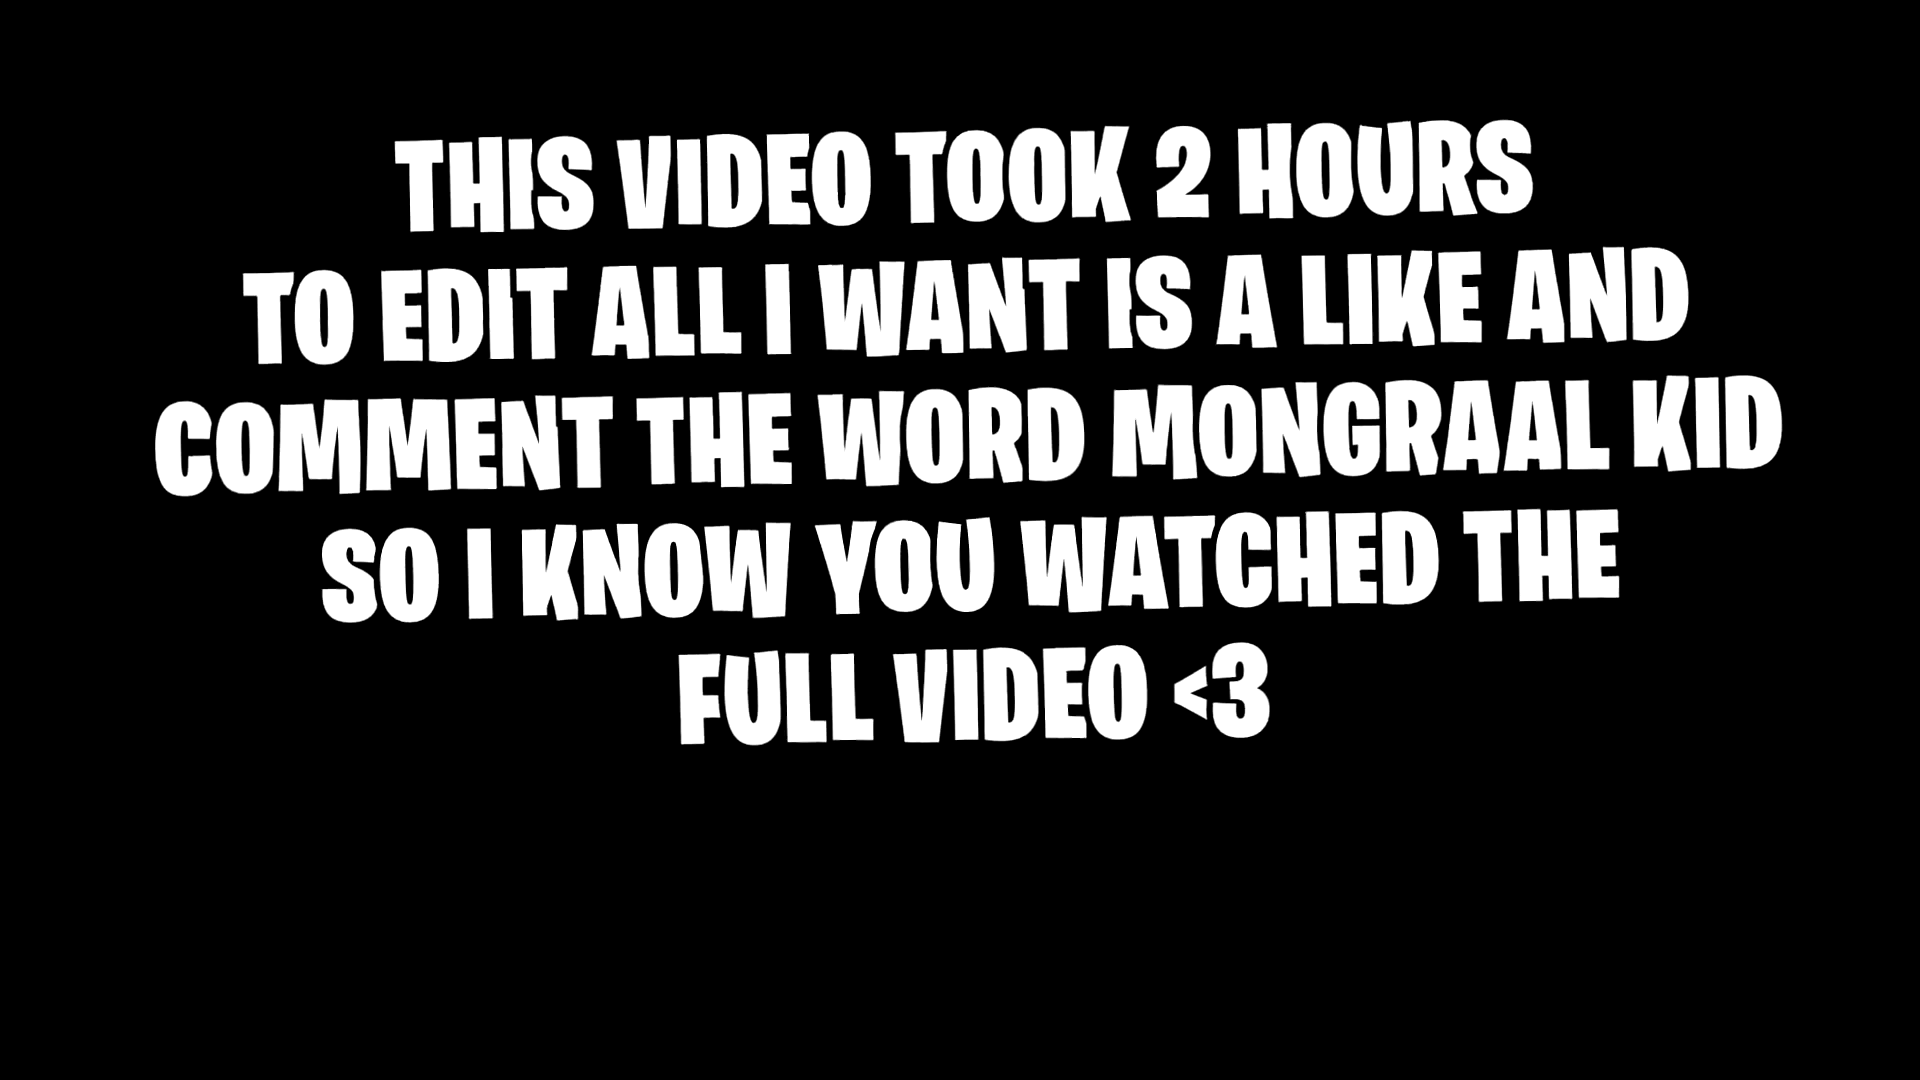 THIS VIDEO TOOK 2 HOURS
TO EDIT ALL I WANT IS A LIKE AND
COMMENT THE WORD MONGRAAL KID
SO I KNOW YOU WATCHED THE
FULL VIDEO <3